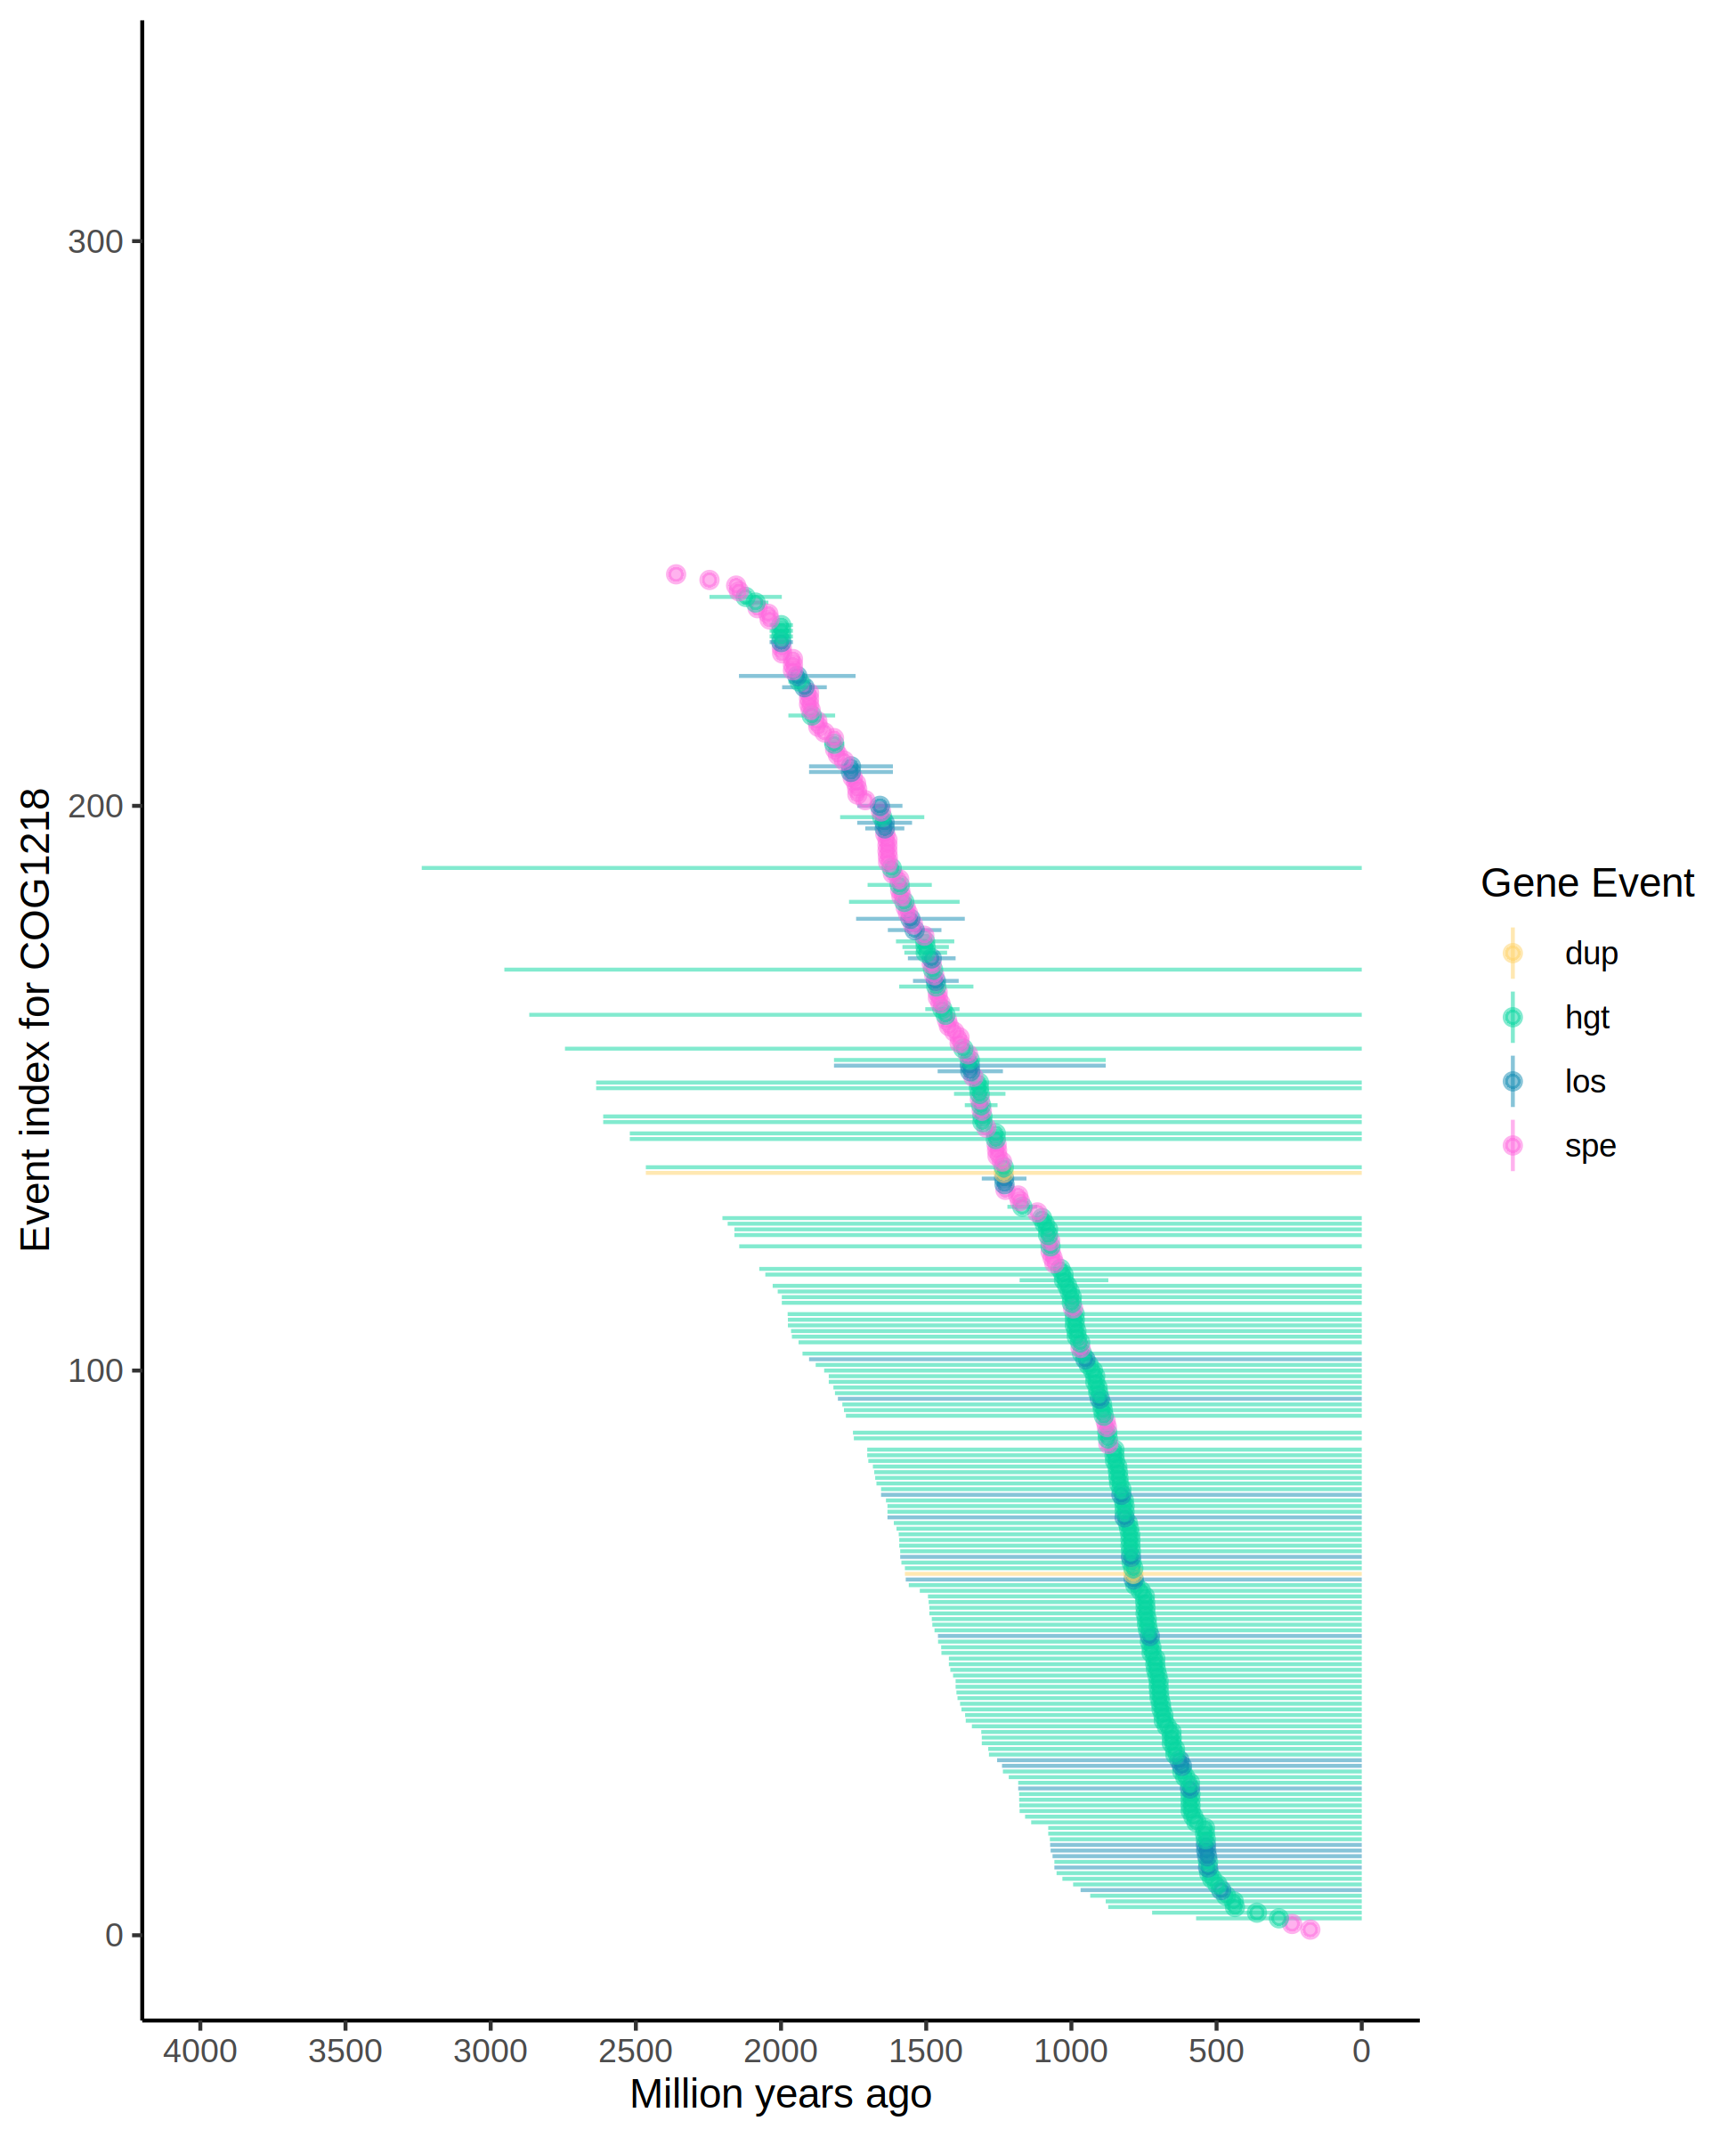 300
200
100
0
Event index for COG1218
4000 3500 3000 2500 2000 1500 1000 500 0
Million years ago
Gene Event
dup
hgt
los
spe